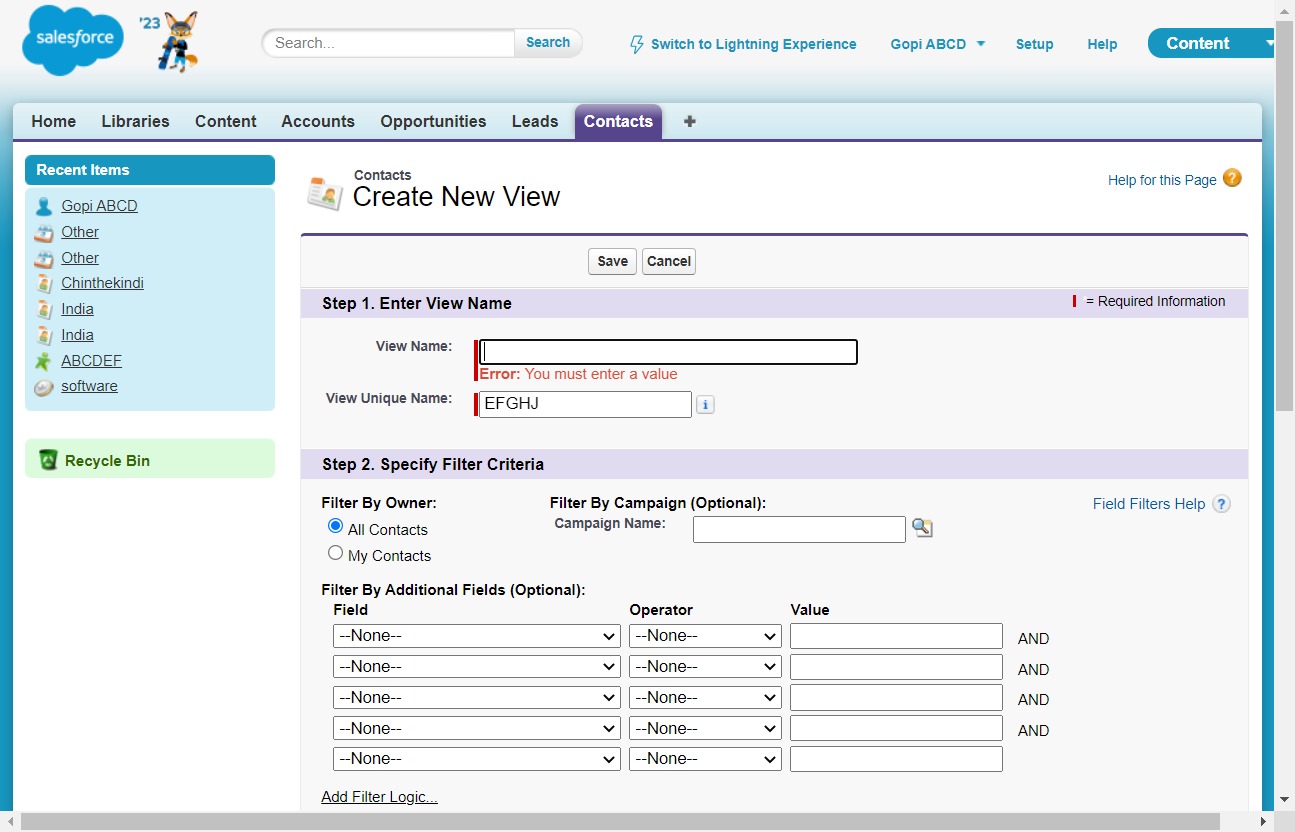 salesforce
'23
Search...
Search
Switch to Lightning Experience
Gopi ABCD
Setup
Help
Content
Home
Libraries
Content
Accounts
Opportunities
Leads
Contacts
Recent Items
Gopi ABCD
Other
Other
Chinthekindi
India
India
ABCDEF
software
Recycle Bin
Contacts
Create New View
Help for this Page ?
Save
Cancel
Step 1. Enter View Name
= Required Information
View Name:
Error: You must enter a value
View Unique Name:
EFGHJ
i
Step 2. Specify Filter Criteria
Filter By Owner:
All Contacts
My Contacts
Filter By Campaign (Optional):
Campaign Name:
Field Filters Help ?
Filter By Additional Fields (Optional):
Field Operator Value
--None-- --None-- AND
--None-- --None-- AND
--None-- --None-- AND
--None-- --None-- AND
--None-- --None--
Add Filter Logic...